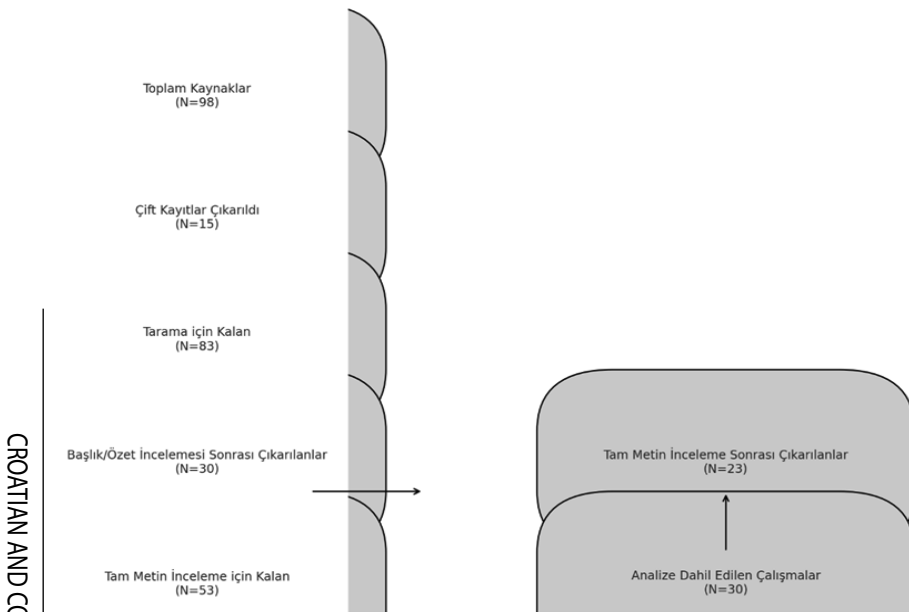 Toplam Kaynaklar
(N=98)
Çift Kayıtlar Çıkarıldı
(N=15)
Tarama için Kalan
(N=83)
Başlık/Özet İncelemesi Sonrası Çıkarılanlar
(N=30)
Tam Metin İnceleme için Kalan
(N=53)
Tam Metin İnceleme Sonrası Çıkarılanlar
(N=23)
Analize Dahil Edilen Çalışmalar
(N=30)
CROATIAN AND